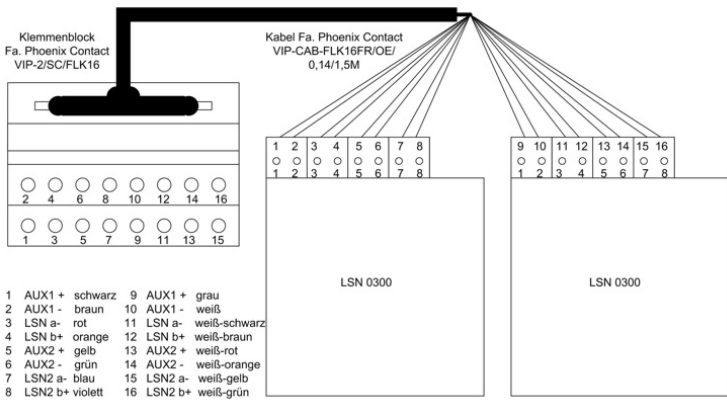 Klemmenblock
Fa. Phoenix Contact
VIP-2/SC/FLK16
Kabel Fa. Phoenix Contact
VIP-CAB-FLK16FR/OE/
0,14/1,5M
2 4 6 8 10 12 14 16
1 3 5 7 9 11 13 15
1 2 3 4 5 6 7 8
1 2 3 4 5 6 7 8
LSN 0300
9 10 11 12 13 14 15 16
1 2 3 4 5 6 7 8
LSN 0300
1 AUX1 + schwarz 9 AUX1 + grau
2 AUX1 - braun 10 AUX1 - weiß
3 LSN a- rot 11 LSN a- weiß-schwarz
4 LSN b+ orange 12 LSN b+ weiß-braun
5 AUX2 + gelb 13 AUX2 + weiß-rot
6 AUX2 - grün 14 AUX2 - weiß-orange
7 LSN2 a- blau 15 LSN2 a- weiß-gelb
8 LSN2 b+ violett 16 LSN2 b+ weiß-grün